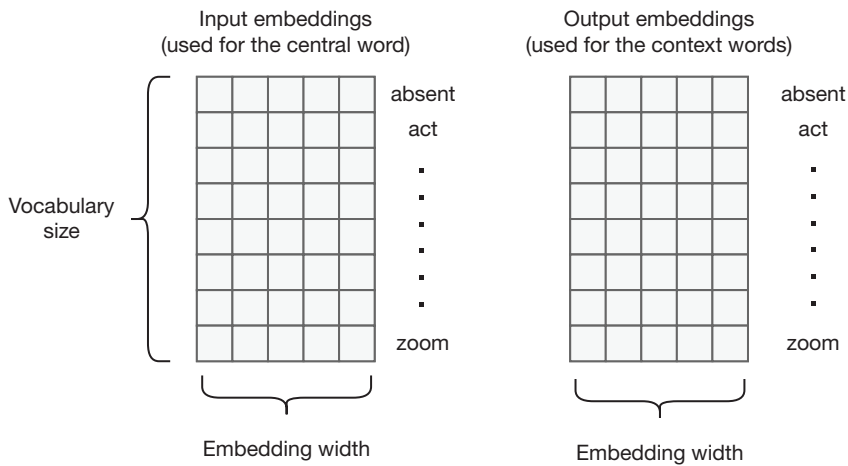 Input embeddings
(used for the central word)
Output embeddings
(used for the context words)
absent
act
zoom
absent
act
zoom
Vocabulary
size
Embedding width
Embedding width